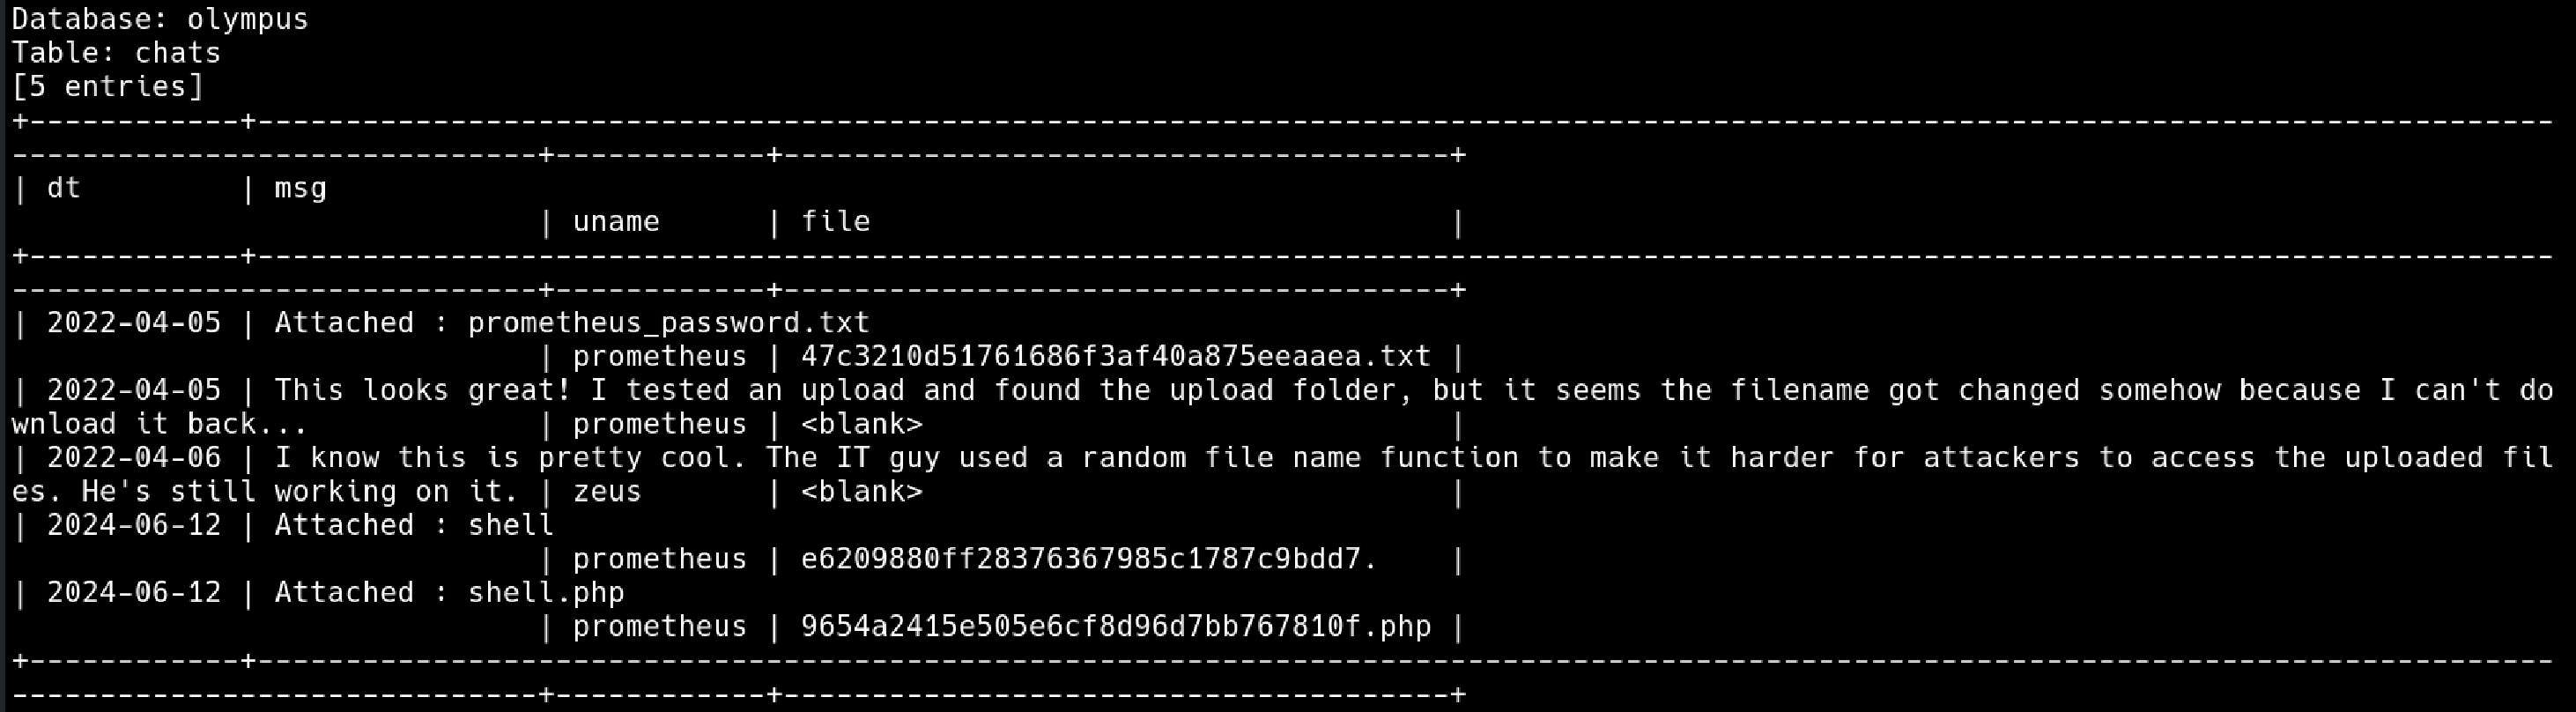 Database: olympus
Table: chats
[5 entries]
+------------+-----------------------------------------------------------------------------------------------------------------------------------
------------------------------+------------+--------------------------------------+
| dt         | msg
                              | uname      | file                                 |
+------------+-----------------------------------------------------------------------------------------------------------------------------------
------------------------------+------------+--------------------------------------+
| 2022-04-05 | Attached : prometheus_password.txt
                              | prometheus | 47c3210d51761686f3af40a875eeaaea.txt |
| 2022-04-05 | This looks great! I tested an upload and found the upload folder, but it seems the filename got changed somehow because I can't do
wnload it back...             | prometheus | <blank>                              |
| 2022-04-06 | I know this is pretty cool. The IT guy used a random file name function to make it harder for attackers to access the uploaded fil
es. He's still working on it. | zeus       | <blank>                              |
| 2024-06-12 | Attached : shell
                              | prometheus | e6209880ff28376367985c1787c9bdd7.    |
| 2024-06-12 | Attached : shell.php
                              | prometheus | 9654a2415e505e6cf8d96d7bb767810f.php |
+------------+-----------------------------------------------------------------------------------------------------------------------------------
------------------------------+------------+--------------------------------------+